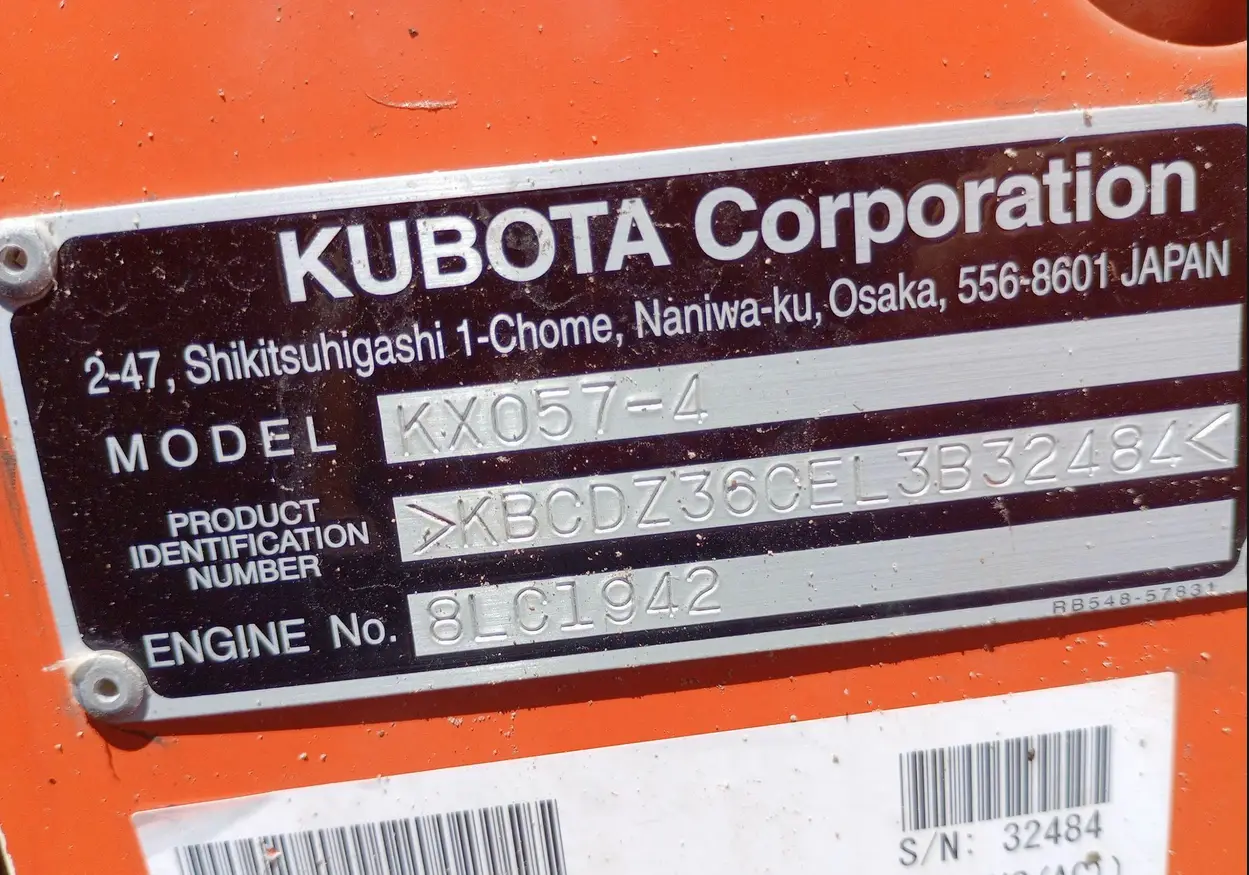 KUBOTA Corporation
2-47, Shikitsuhigashi 1-Chome, Naniwa-ku, Osaka, 556-8601 JAPAN
MODEL KX057-4
PRODUCT
IDENTIFICATION
NUMBER
>KBCDZ36CEL3B32484<
ENGINE No. 8LC1942
RB548-57831
S/N: 32484